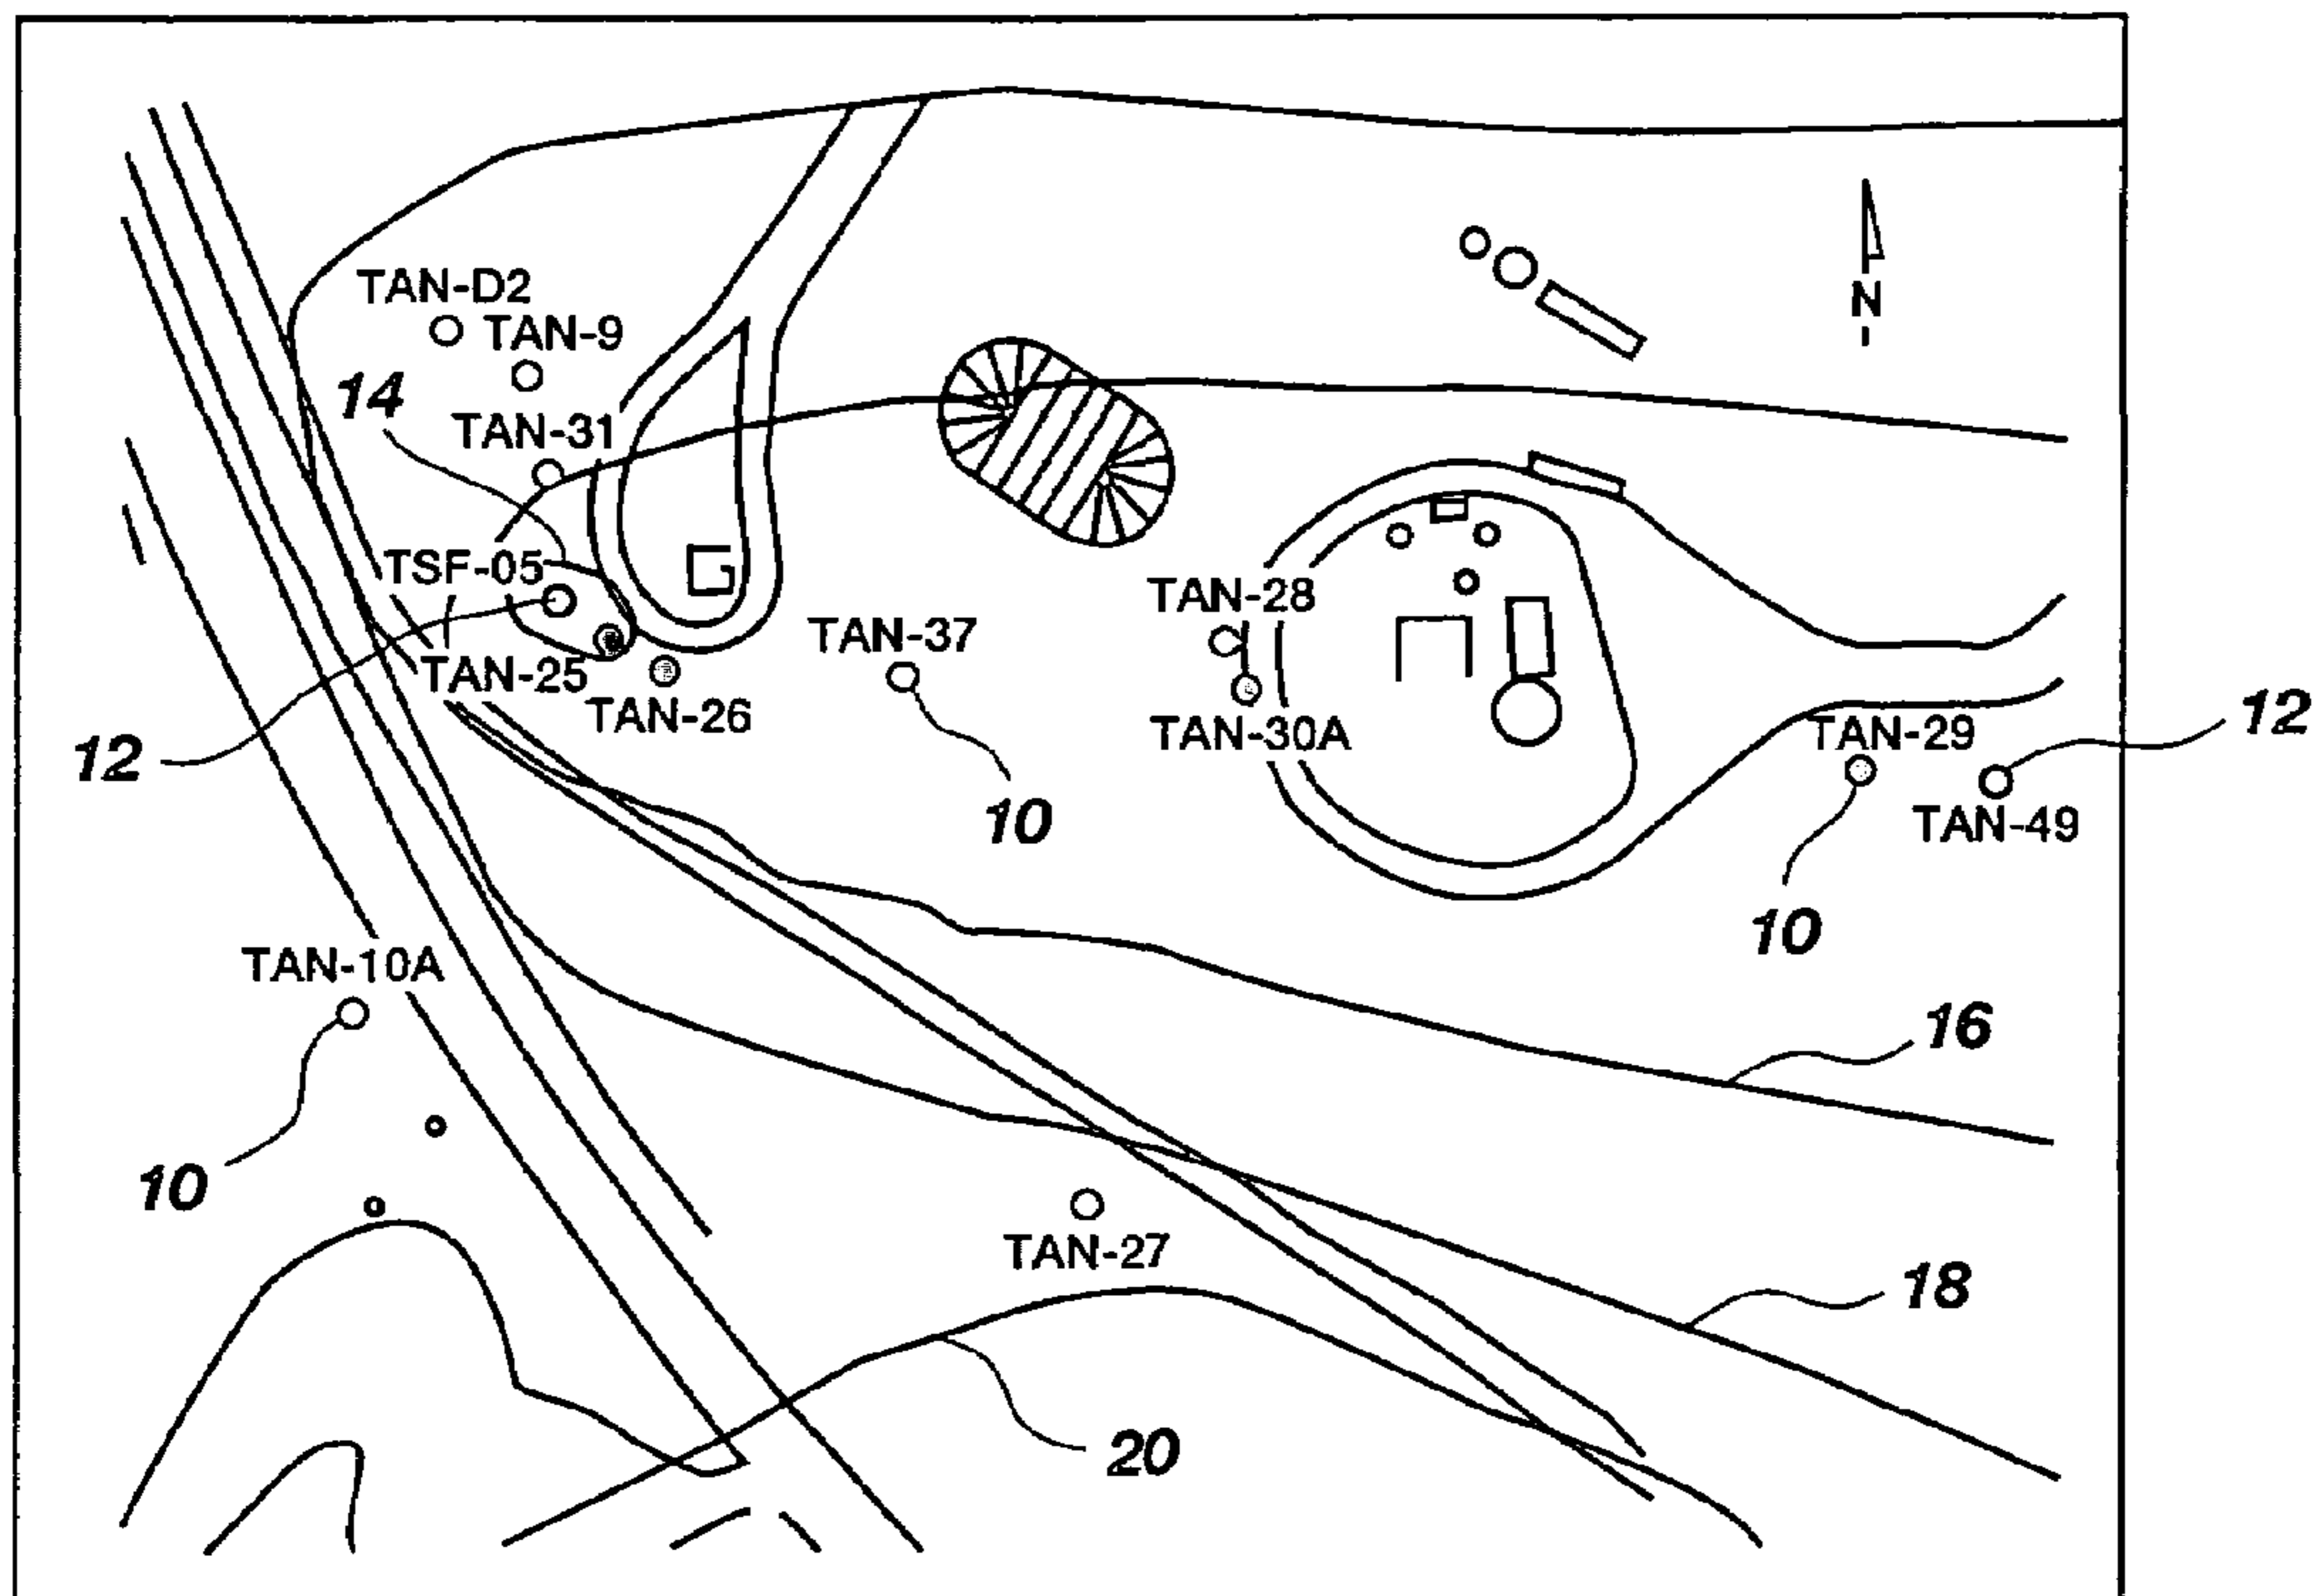 N
TAN-D2
TAN-9
14
TAN-31
TSF-05
TAN-28
TAN-37
TAN-25
TAN-26
12
TAN-30A
TAN-29
12
10
TAN-49
10
TAN-10A
16
10
TAN-27
18
20